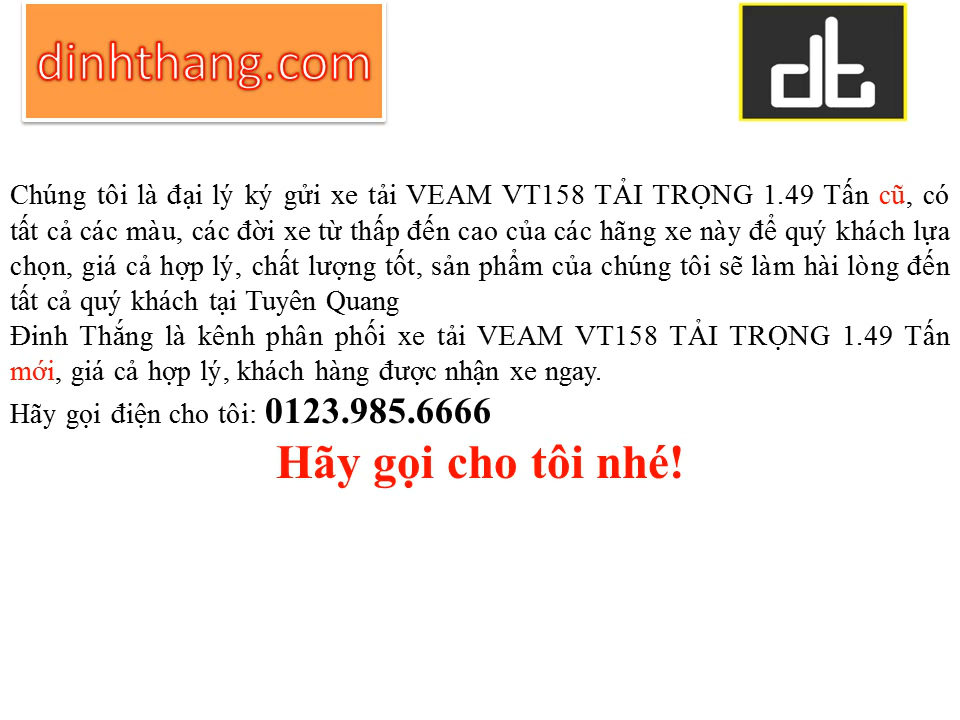 dinhthang.com
dt
Chúng tôi là đại lý ký gửi xe tải VEAM VT158 TẢI TRỌNG 1.49 Tấn cũ, có
tất cả các màu, các đời xe từ thấp đến cao của các hãng xe này để quý khách lựa
chọn, giá cả hợp lý, chất lượng tốt, sản phẩm của chúng tôi sẽ làm hài lòng đến
tất cả quý khách tại Tuyên Quang
Đinh Thắng là kênh phân phối xe tải VEAM VT158 TẢI TRỌNG 1.49 Tấn
mới, giá cả hợp lý, khách hàng được nhận xe ngay.
Hãy gọi điện cho tôi: 0123.985.6666
Hãy gọi cho tôi nhé!